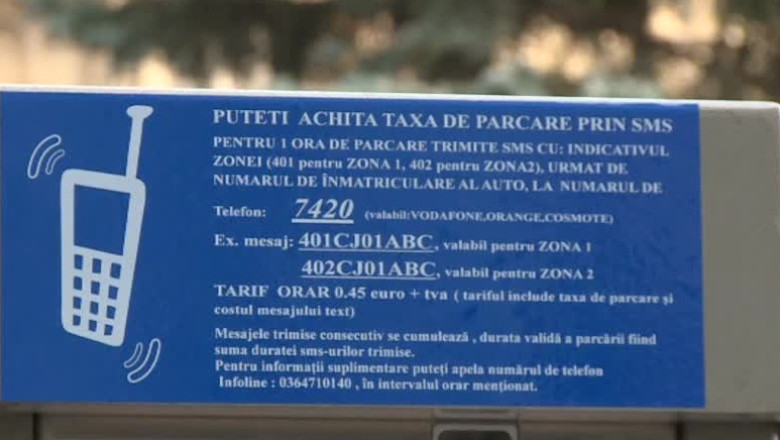 PUTETI ACHITA TAXA DE PARCARE PRIN SMS
PENTRU 1 ORA DE PARCARE TRIMITE SMS CU: INDICATIVUL
ZONEI (401 pentru ZONA 1, 402 pentru ZONA2), URMAT DE
NUMARUL DE ÎNMATRICULARE AL AUTO, LA NUMARUL DE
Telefon: 7420 (valabil:VODAFONE,ORANGE,COSMOTE)
Ex. mesaj: 401CJ01ABC, valabil pentru ZONA 1
402CJ01ABC, valabil pentru ZONA 2
TARIF ORAR 0.45 euro + tva ( tariful include taxa de parcare şi
costul mesajului text)
Mesajele trimise consecutiv se cumulează , durata validă a parcării fiind
suma duratei sms-urilor trimise.
Pentru informaţii suplimentare puteţi apela numărul de telefon
Infoline : 0364710140 , în intervalul orar menţionat.